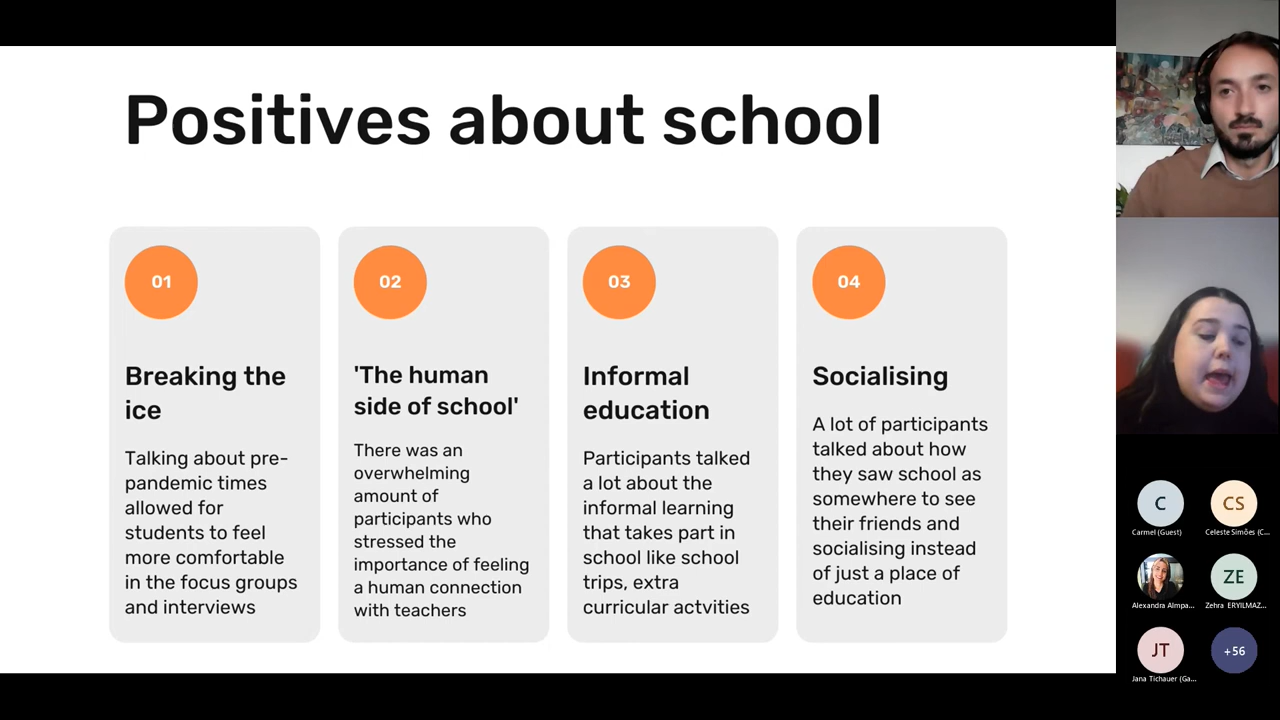 Positives about school
01
Breaking the
ice
Talking about pre-
pandemic times
allowed for
students to feel
more comfortable
in the focus groups
and interviews
02
'The human
side of school'
There was an
overwhelming
amount of
participants who
stressed the
importance of feeling
a human connection
with teachers
03
Informal
education
Participants talked
a lot about the
informal learning
that takes part in
school like school
trips, extra
curricular actvities
04
Socialising
A lot of participants
talked about how
they saw school as
somewhere to see
their friends and
socialising instead
of just a place of
education
C
Carmel (Guest)
CS
Celeste Simões (C...
Alexandra Almpa...
ZE
Zehra ERYILMAZ...
JT
Jana Tichauer (Ga...
+56